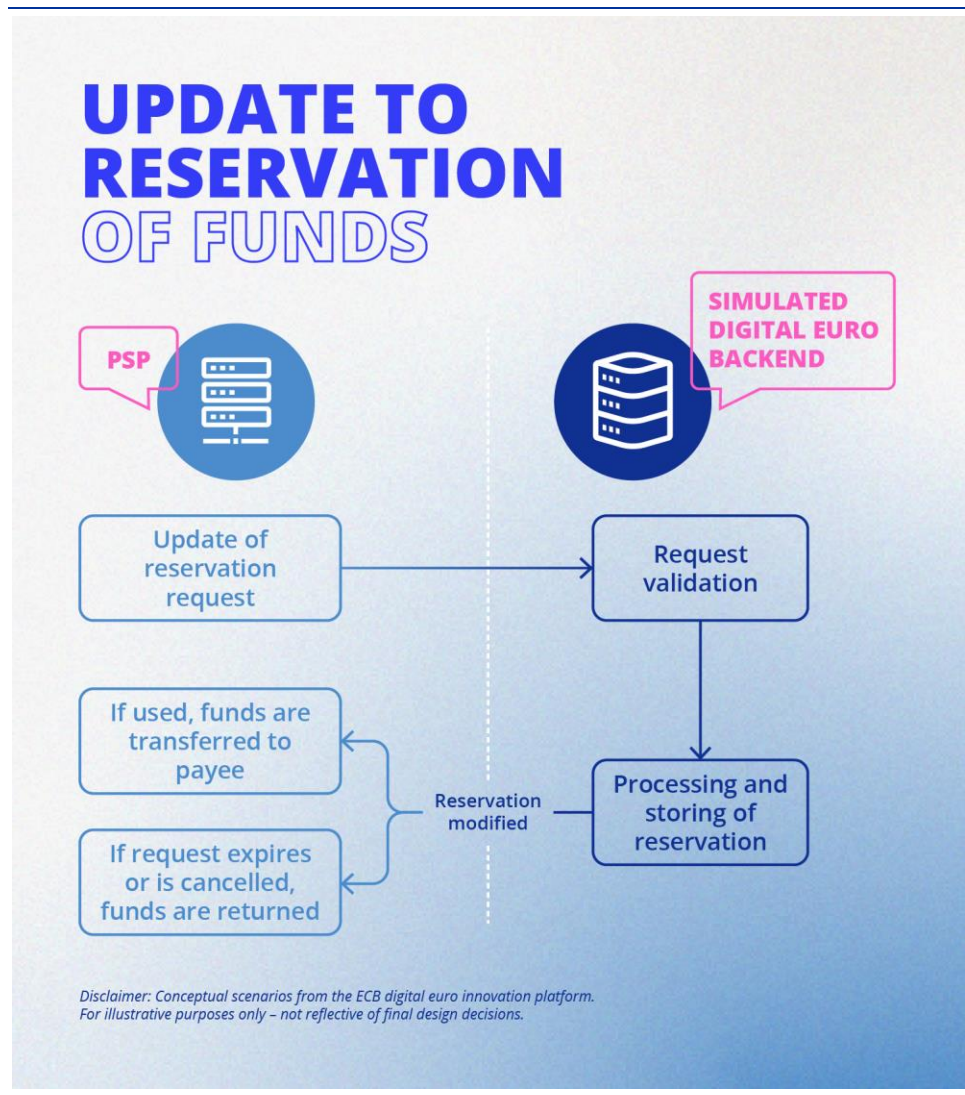 UPDATE TO
RESERVATION
OF FUNDS
PSP
SIMULATED
DIGITAL EURO
BACKEND
Update of
reservation
request
Request
validation
If used, funds are
transferred to
payee
Reservation
modified
Processing and
storing of
reservation
If request expires
or is cancelled,
funds are returned
Disclaimer: Conceptual scenarios from the ECB digital euro innovation platform.
For illustrative purposes only – not reflective of final design decisions.